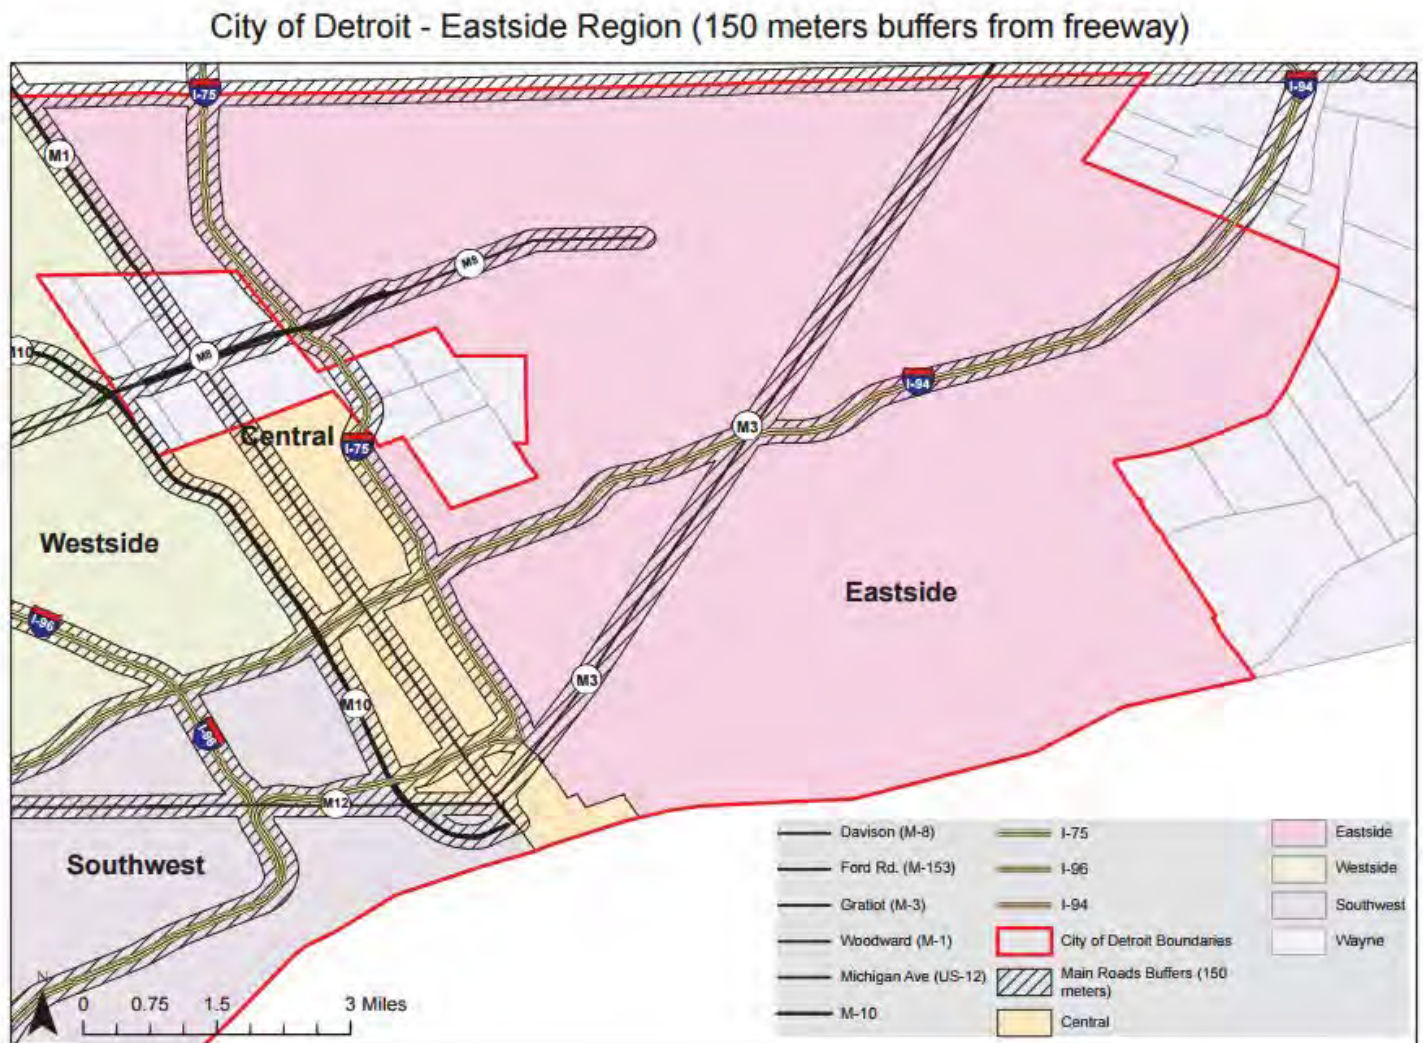 City of Detroit - Eastside Region (150 meters buffers from freeway)
I-75
I-94
M1
M8
M8
I10
I-94
M3
Central
I-75
Westside
Eastside
I-96
M3
M10
I-96
M12
Southwest
Davison (M-8)
Ford Rd. (M-153)
Gratiot (M-3)
Woodward (M-1)
Michigan Ave (US-12)
M-10
I-75
I-96
I-94
City of Detroit Boundaries
Main Roads Buffers (150
meters)
Central
Eastside
Westside
Southwest
Wayne
N
0 0.75 1.5 3 Miles